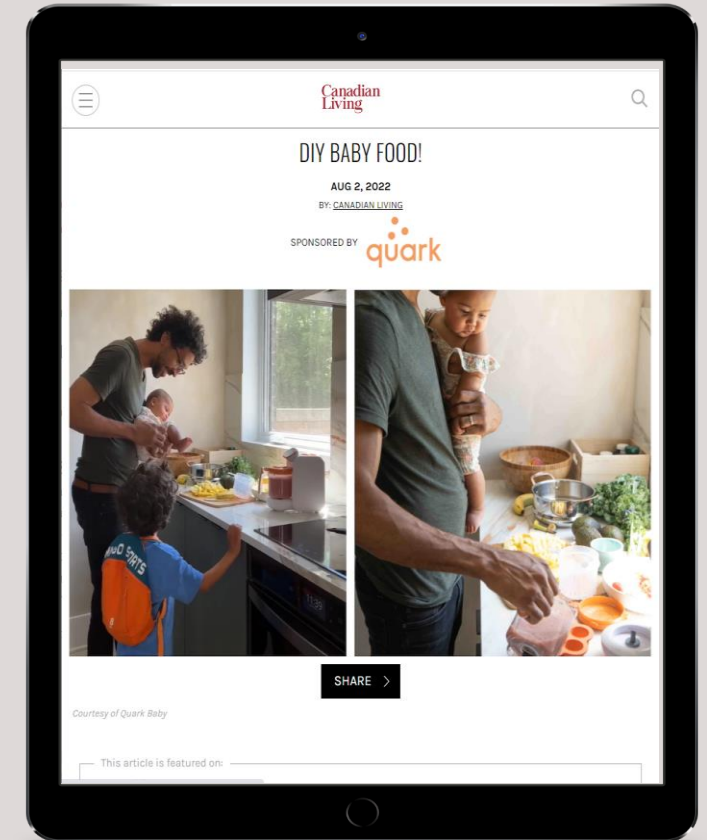 Canadian
Living
DIY BABY FOOD!
AUG 2, 2022
BY: CANADIAN LIVING
SPONSORED BY quark
SHARE >
Courtesy of Quark Baby
This article is featured on: